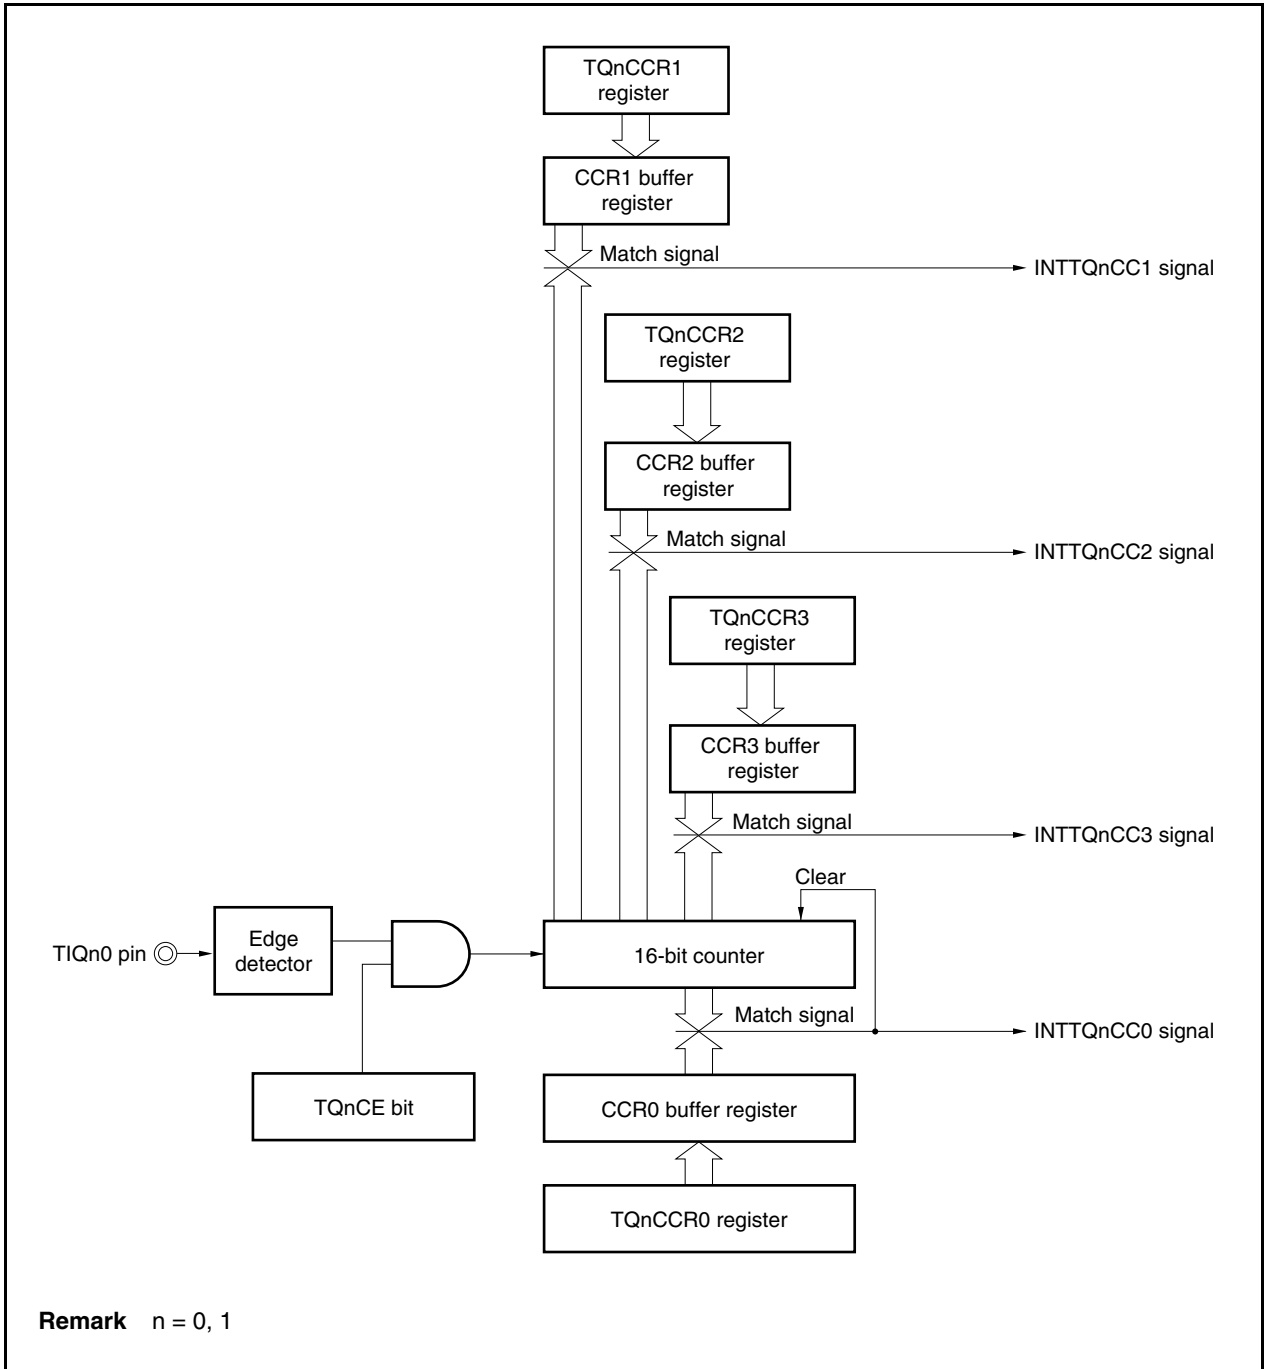 TQnCCR1
register
CCR1 buffer
register
Match signal
INTTQnCC1 signal
TQnCCR2
register
CCR2 buffer
register
Match signal
INTTQnCC2 signal
TQnCCR3
register
CCR3 buffer
register
Match signal
INTTQnCC3 signal
Clear
TIQn0 pin
Edge
detector
16-bit counter
Match signal
INTTQnCC0 signal
TQnCE bit
CCR0 buffer register
TQnCCR0 register
Remark n = 0, 1